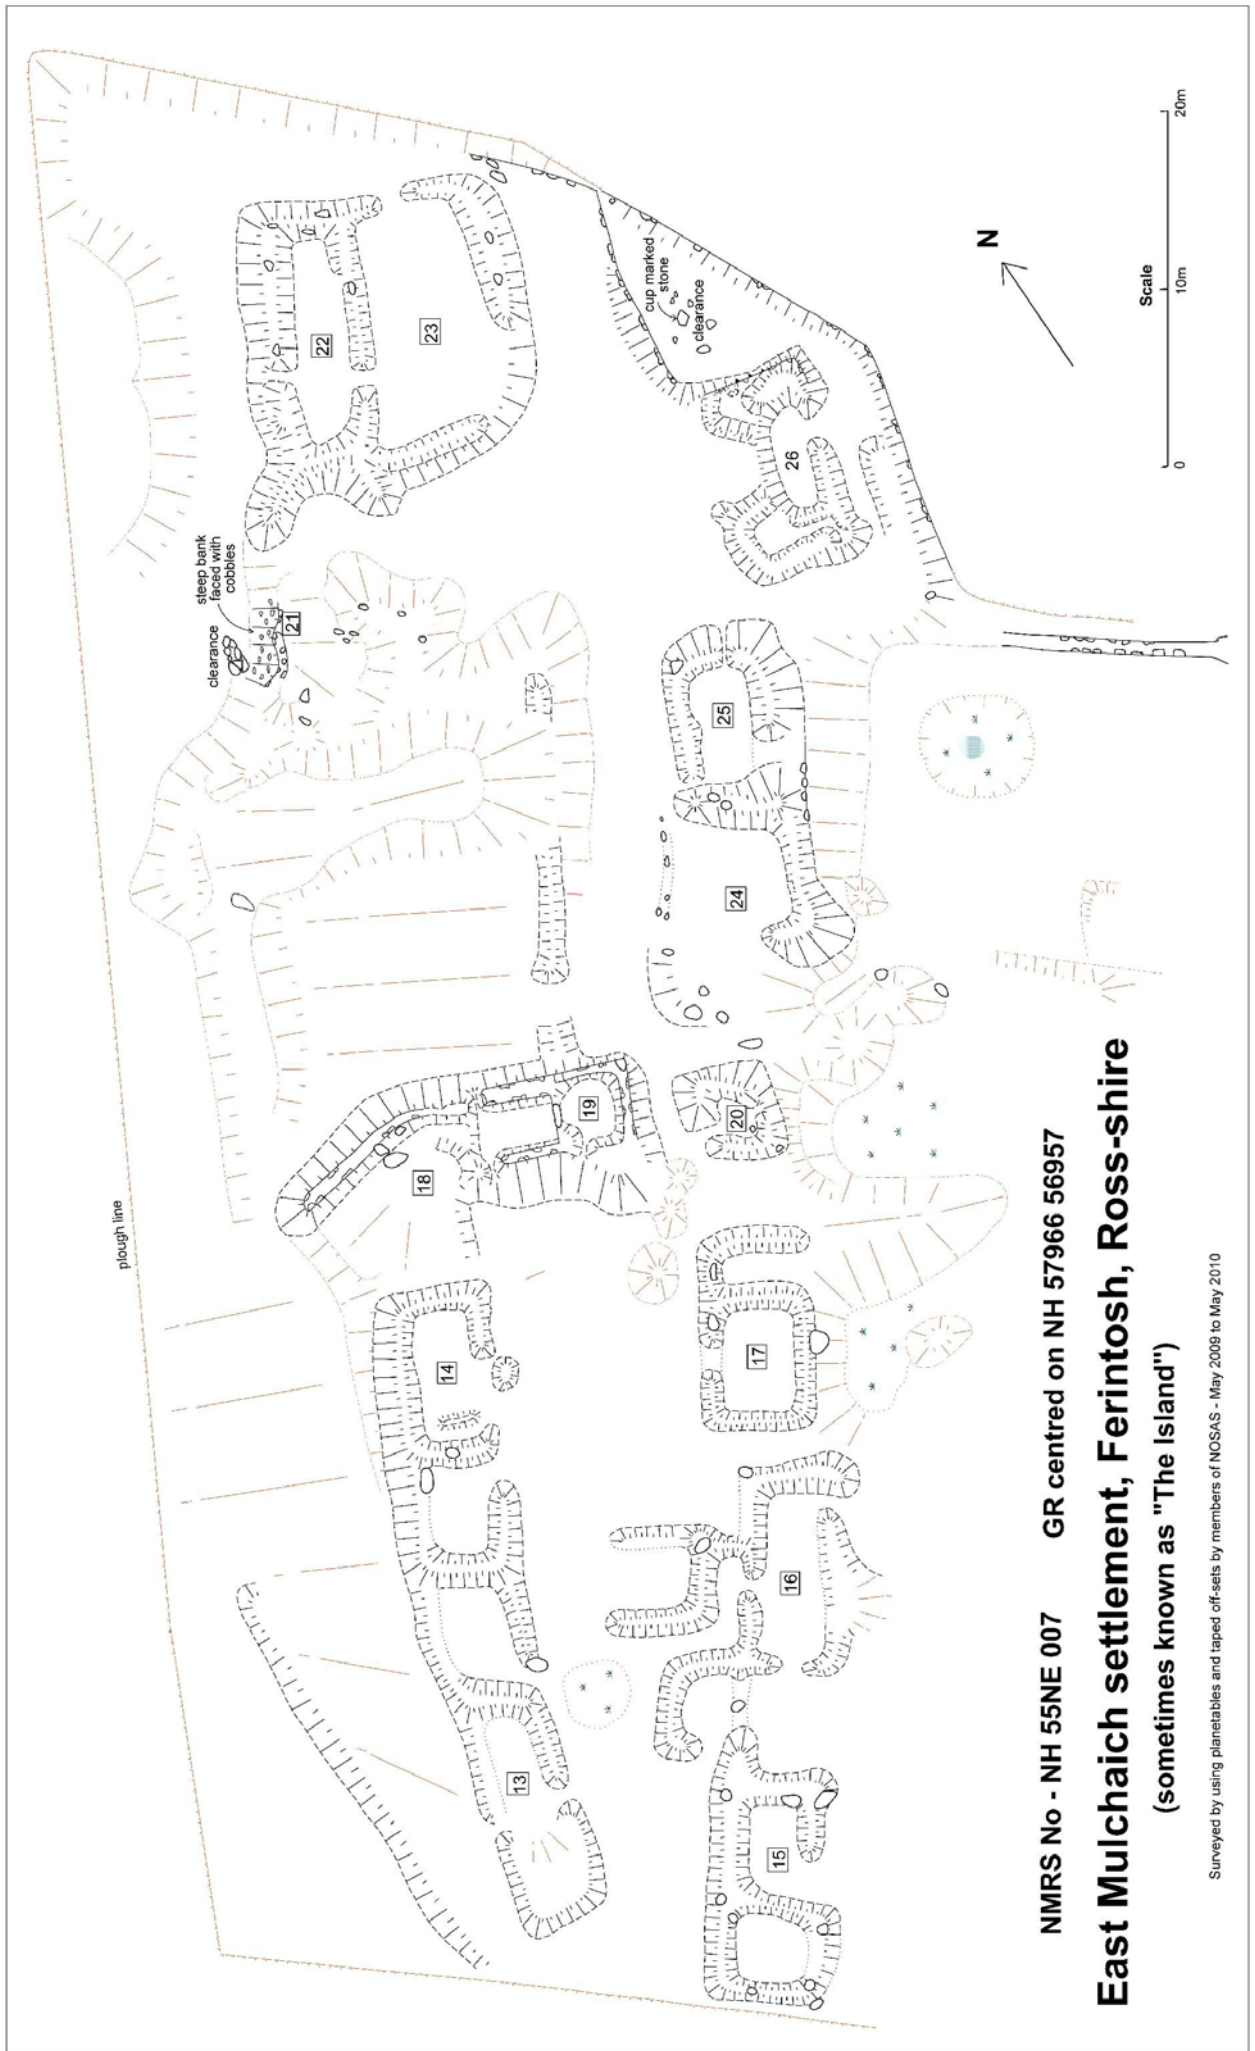 plough line
clearance
steep bank
faced with
cobbles
21
22
23
cup marked
stone
clearance
26
N
Scale
0
10m
20m
25
24
18
19
20
14
17
13
16
15
NMRS No - NH 55NE 007
GR centred on NH 57966 56957
East Mulchaich settlement, Ferintosh, Ross-shire
(sometimes known as "The Island")
Surveyed by using planetables and taped off-sets by members of NOSAS - May 2009 to May 2010